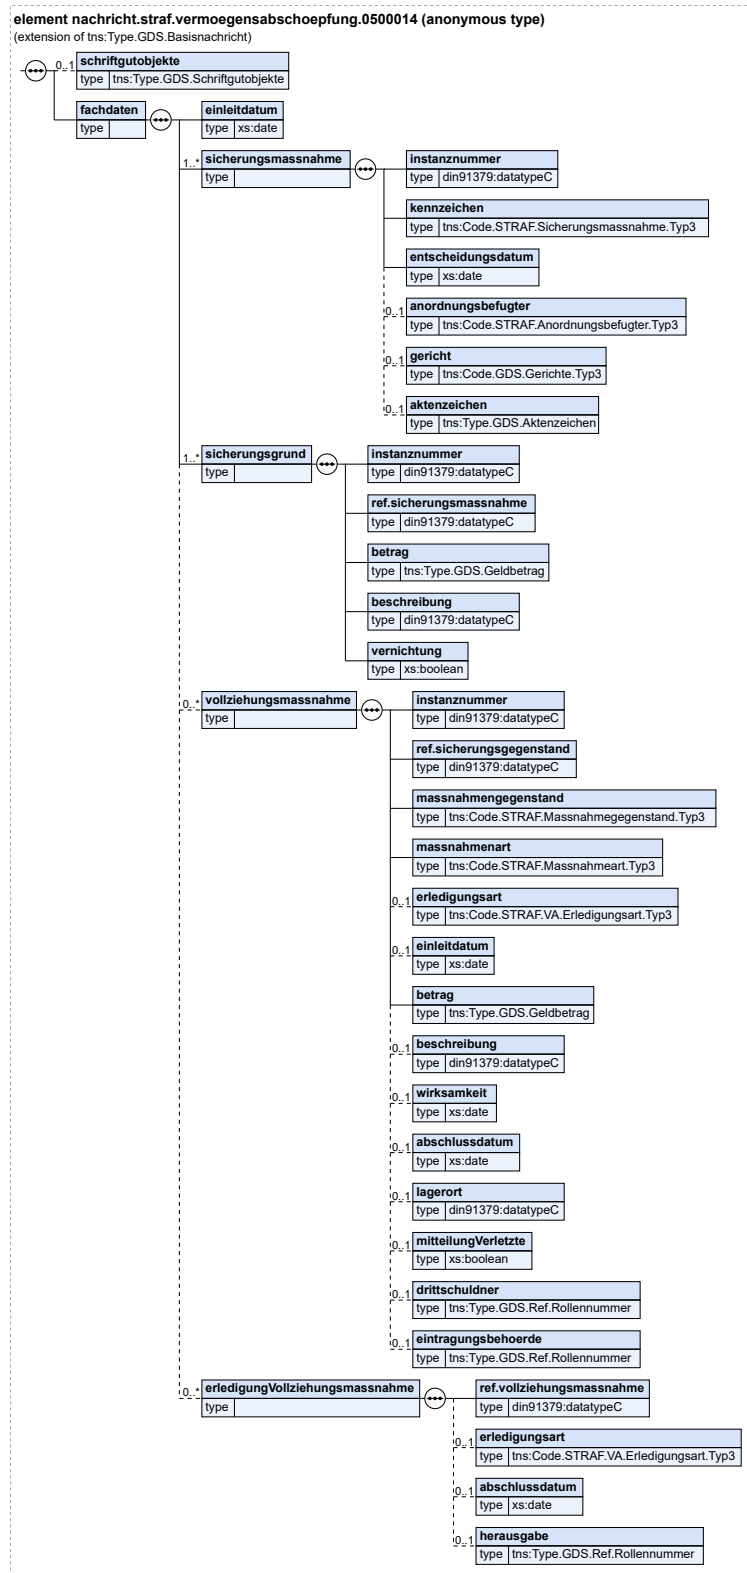 element nachricht.straf.vermoegensabschoepfung.0500014 (anonymous type)
(extension of tns:Type.GDS.Basisnachricht)
0..1 schriftgutobjekte
type tns:Type.GDS.Schriftgutobjekte
fachdaten
type
einleitdatum
type xs:date
1..* sicherungsmassnahme
type
instanznummer
type din91379:datatypeC
kennzeichen
type tns:Code.STRAF.Sicherungsmassnahme.Typ3
entscheidungsdatum
type xs:date
0..1 anordnungsbefugter
type tns:Code.STRAF.Anordnungsbefugter.Typ3
0..1 gericht
type tns:Code.GDS.Gerichte.Typ3
0..1 aktenzeichen
type tns:Type.GDS.Aktenzeichen
1..* sicherungsgrund
type
instanznummer
type din91379:datatypeC
ref.sicherungsmassnahme
type din91379:datatypeC
betrag
type tns:Type.GDS.Geldbetrag
beschreibung
type din91379:datatypeC
vernichtung
type xs:boolean
0..* vollziehungsmassnahme
type
instanznummer
type din91379:datatypeC
ref.sicherungsgegenstand
type din91379:datatypeC
massnahmengegenstand
type tns:Code.STRAF.Massnahmegegenstand.Typ3
massnahmenart
type tns:Code.STRAF.Massnahmeart.Typ3
0..1 erledigungsart
type tns:Code.STRAF.VA.Erledigungsart.Typ3
0..1 einleitdatum
type xs:date
betrag
type tns:Type.GDS.Geldbetrag
0..1 beschreibung
type din91379:datatypeC
0..1 wirksamkeit
type xs:date
0..1 abschlussdatum
type xs:date
0..1 lagerort
type din91379:datatypeC
0..1 mitteilungVerletzte
type xs:boolean
0..1 drittschuldner
type tns:Type.GDS.Ref.Rollennummer
0..1 eintragungsbehoerde
type tns:Type.GDS.Ref.Rollennummer
0..* erledigungVollziehungsmassnahme
type
ref.vollziehungsmassnahme
type din91379:datatypeC
0..1 erledigungsart
type tns:Code.STRAF.VA.Erledigungsart.Typ3
0..1 abschlussdatum
type xs:date
0..1 herausgabe
type tns:Type.GDS.Ref.Rollennummer